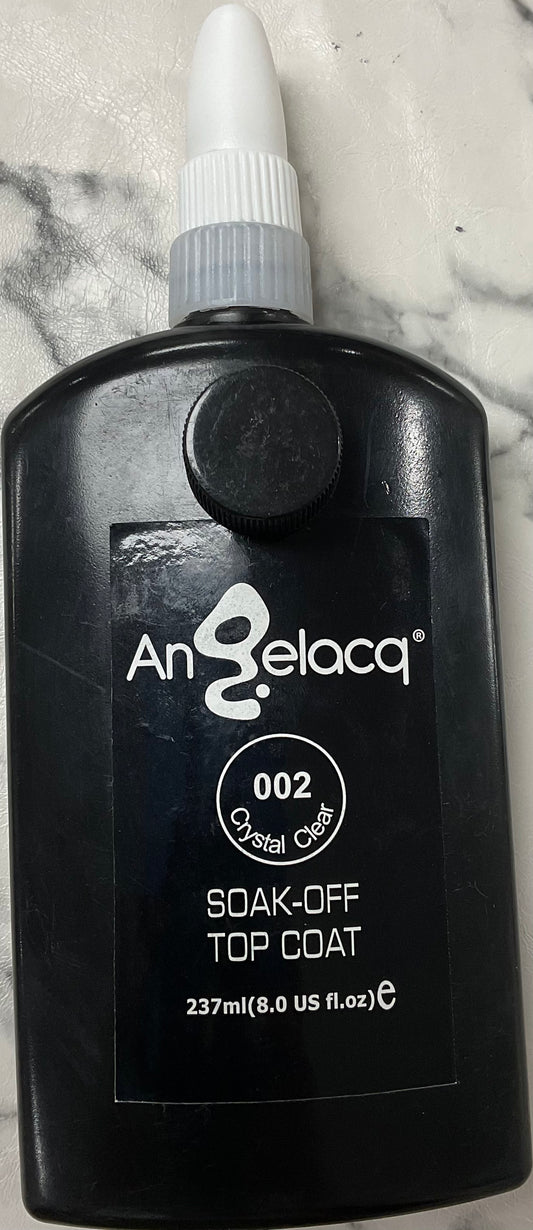 Angelacq®
002
Crystal Clear
SOAK-OFF
TOP COAT
237ml(8.0 US fl.oz)e